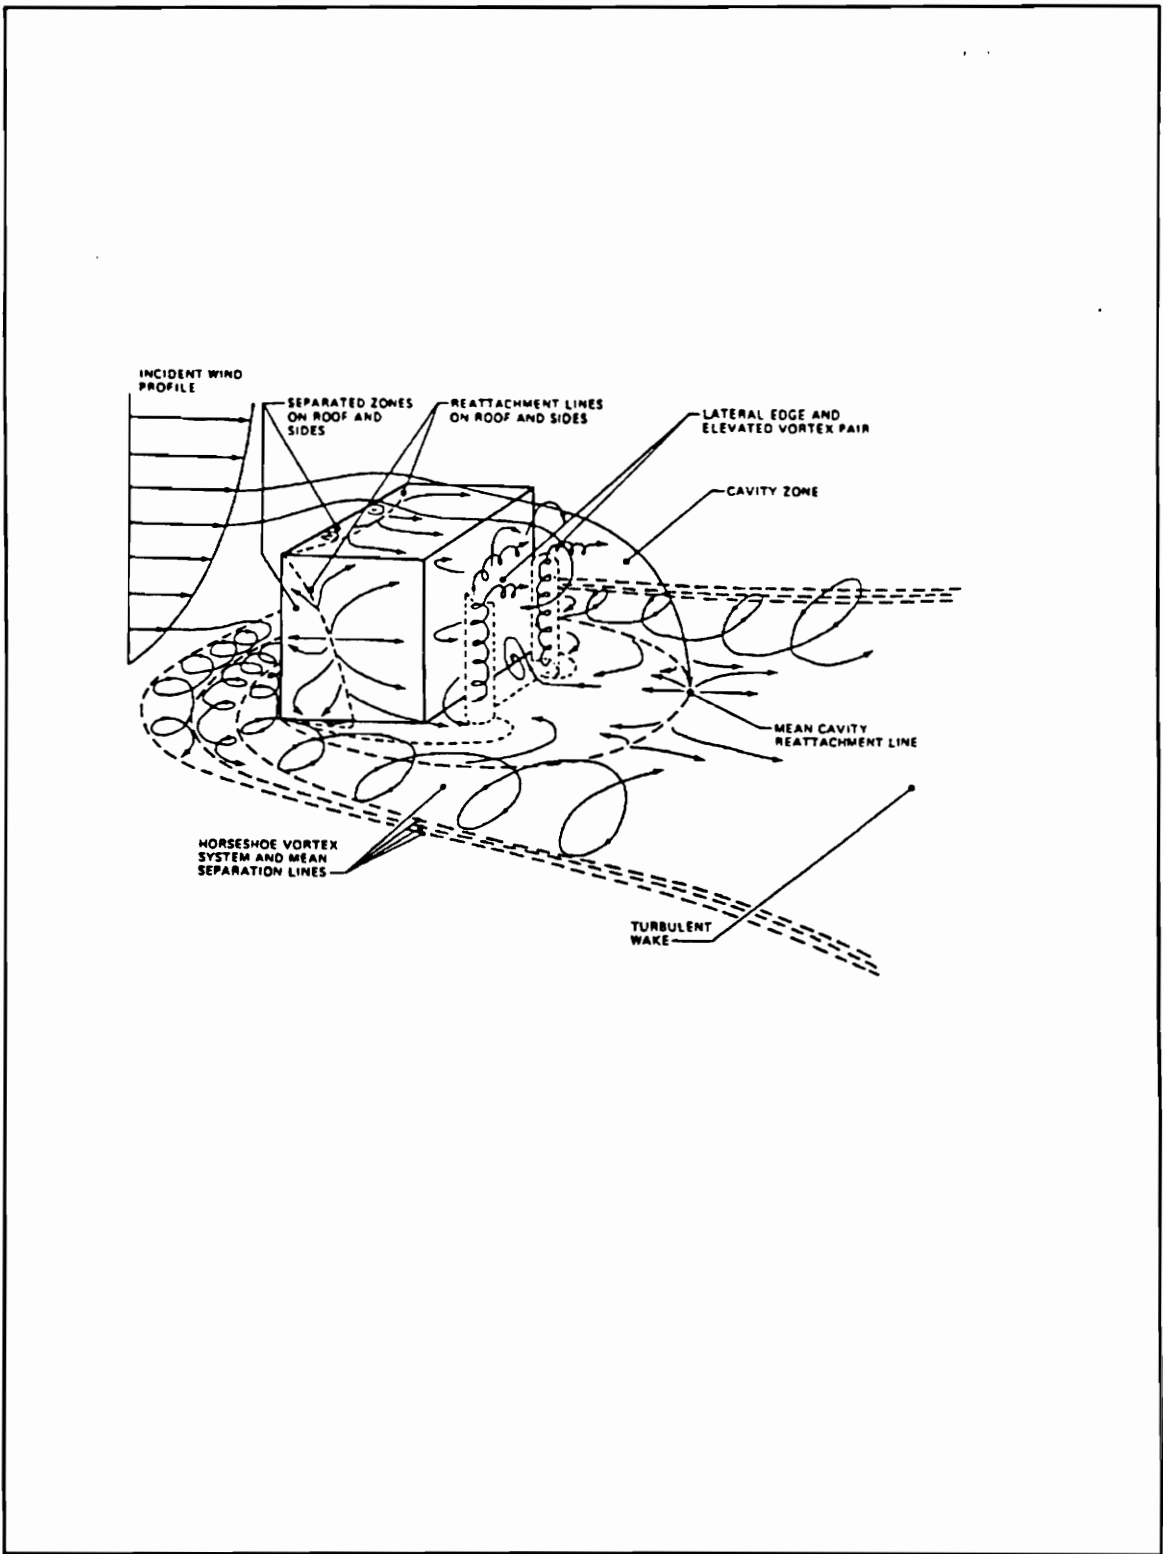 INCIDENT WIND
PROFILE
SEPARATED ZONES
ON ROOF AND
SIDES
REATTACHMENT LINES
ON ROOF AND SIDES
LATERAL EDGE AND
ELEVATED VORTEX PAIR
CAVITY ZONE
MEAN CAVITY
REATTACHMENT LINE
HORSESHOE VORTEX
SYSTEM AND MEAN
SEPARATION LINES
TURBULENT
WAKE